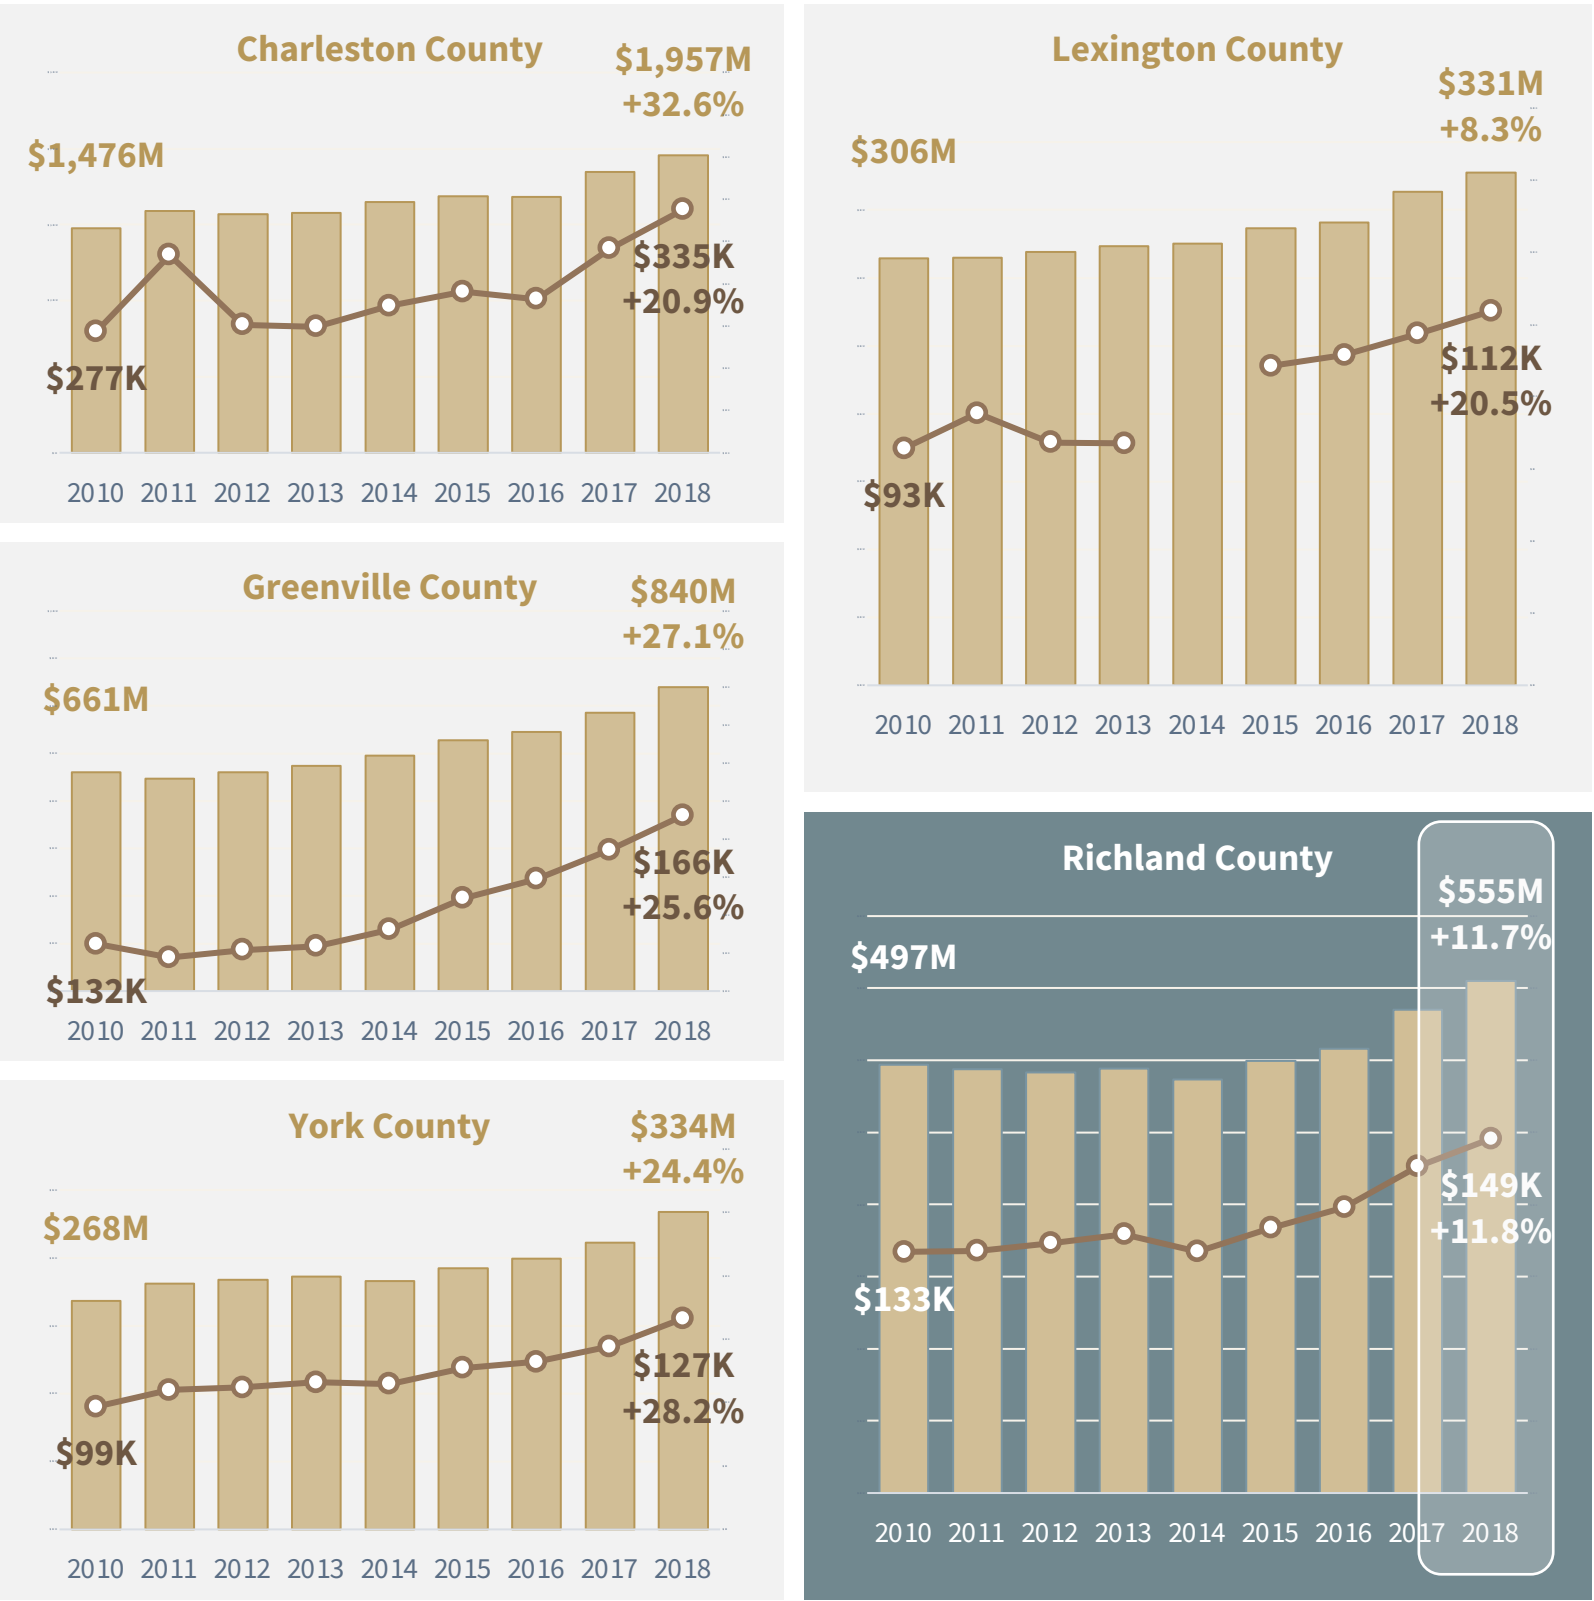 Charleston County
$1,957M
+32.6%
$1,476M
$335K
+20.9%
$277K
2010 2011 2012 2013 2014 2015 2016 2017 2018
Greenville County
$840M
+27.1%
$661M
$166K
+25.6%
$132K
2010 2011 2012 2013 2014 2015 2016 2017 2018
York County
$334M
+24.4%
$268M
$127K
+28.2%
$99K
2010 2011 2012 2013 2014 2015 2016 2017 2018
Lexington County
$331M
+8.3%
$306M
$112K
+20.5%
$93K
2010 2011 2012 2013 2014 2015 2016 2017 2018
Richland County
$555M
+11.7%
$497M
$149K
+11.8%
$133K
2010 2011 2012 2013 2014 2015 2016 2017 2018